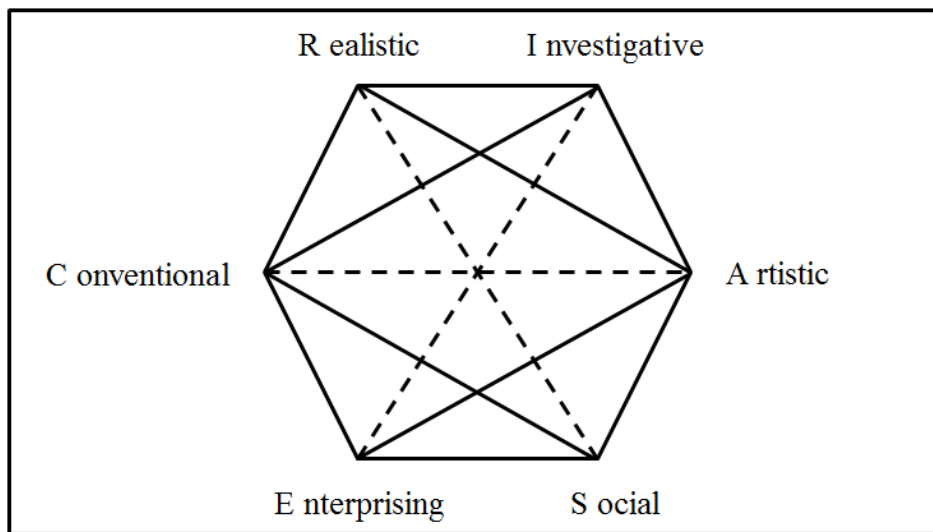 R ealistic
I nvestigative
C onventional
A rtistic
E nterprising
S ocial